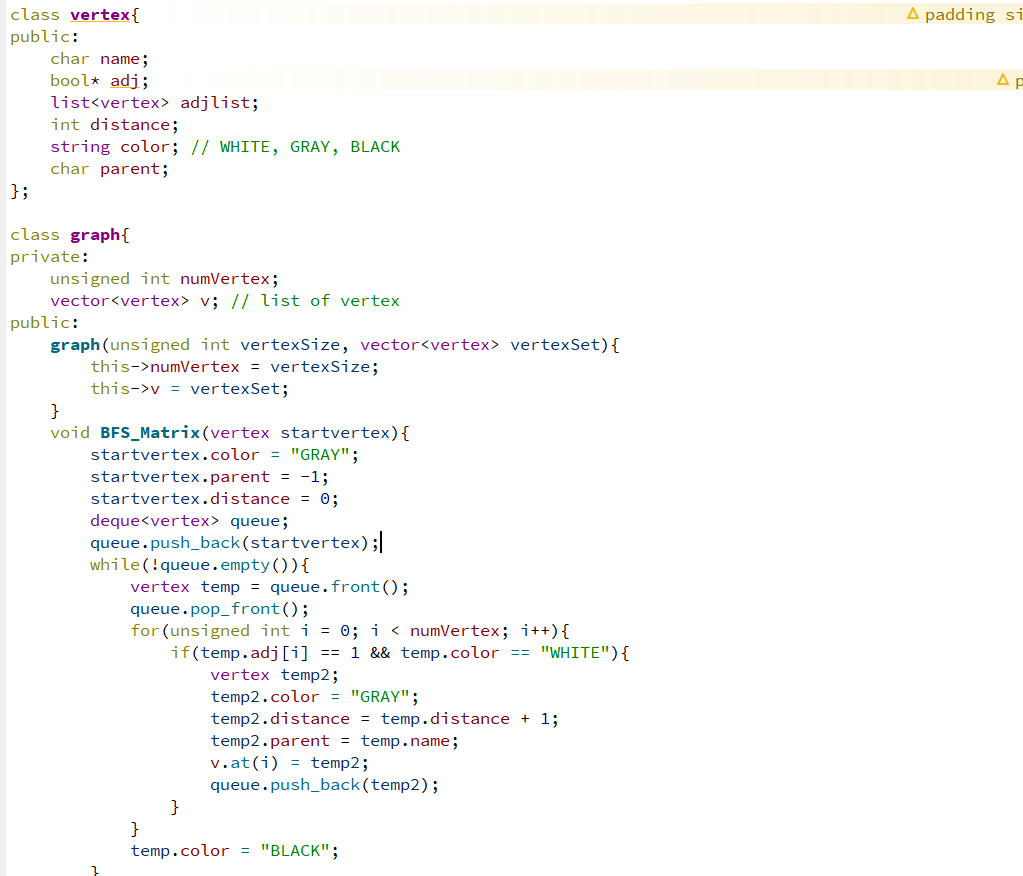 class vertex{ ⚠ padding si
public:
    char name;
    bool* adj; ⚠ p
    list<vertex> adjlist;
    int distance;
    string color; // WHITE, GRAY, BLACK
    char parent;
};

class graph{
private:
    unsigned int numVertex;
    vector<vertex> v; // list of vertex
public:
    graph(unsigned int vertexSize, vector<vertex> vertexSet){
        this->numVertex = vertexSize;
        this->v = vertexSet;
    }
    void BFS_Matrix(vertex startvertex){
        startvertex.color = "GRAY";
        startvertex.parent = -1;
        startvertex.distance = 0;
        deque<vertex> queue;
        queue.push_back(startvertex);
        while(!queue.empty()){
            vertex temp = queue.front();
            queue.pop_front();
            for(unsigned int i = 0; i < numVertex; i++){
                if(temp.adj[i] == 1 && temp.color == "WHITE"){
                    vertex temp2;
                    temp2.color = "GRAY";
                    temp2.distance = temp.distance + 1;
                    temp2.parent = temp.name;
                    v.at(i) = temp2;
                    queue.push_back(temp2);
                }
            }
            temp.color = "BLACK";
        }